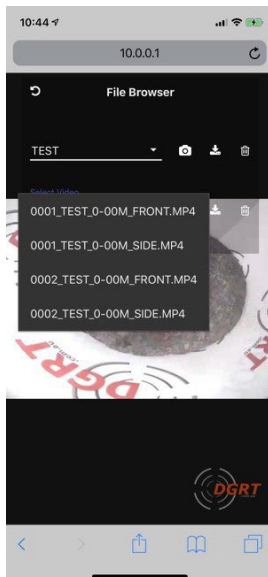 10:44
10.0.0.1
File Browser
TEST
Select Video
0001_TEST_0-00M_FRONT.MP4
0001_TEST_0-00M_SIDE.MP4
0002_TEST_0-00M_FRONT.MP4
0002_TEST_0-00M_SIDE.MP4
DGRT
DGRT